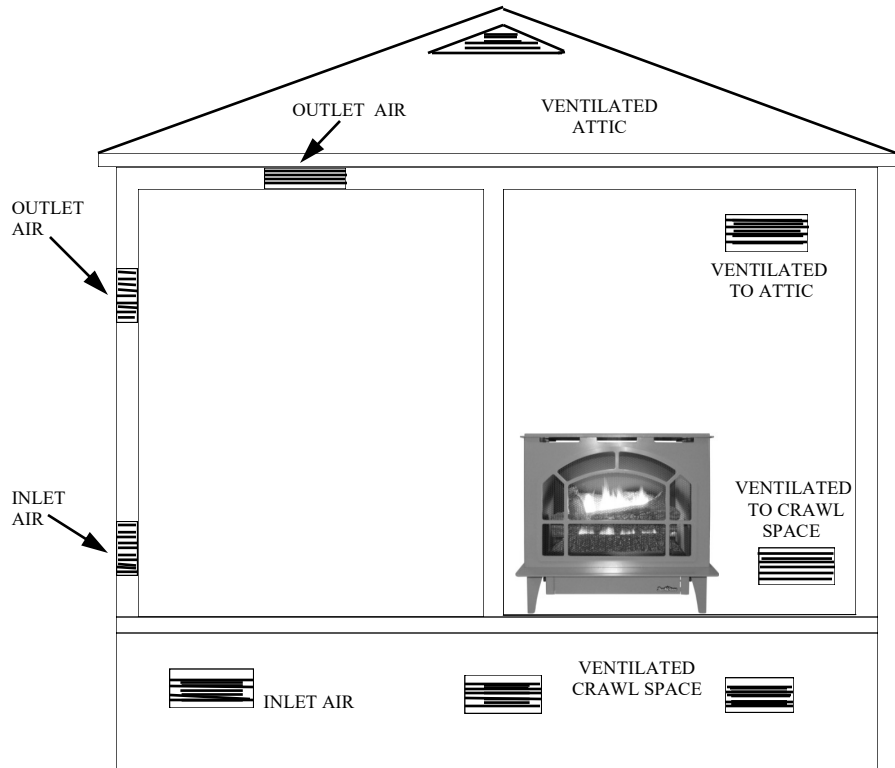 OUTLET AIR
VENTILATED
ATTIC
OUTLET
AIR
VENTILATED
TO ATTIC
INLET
AIR
VENTILATED
TO CRAWL
SPACE
INLET AIR
VENTILATED
CRAWL SPACE